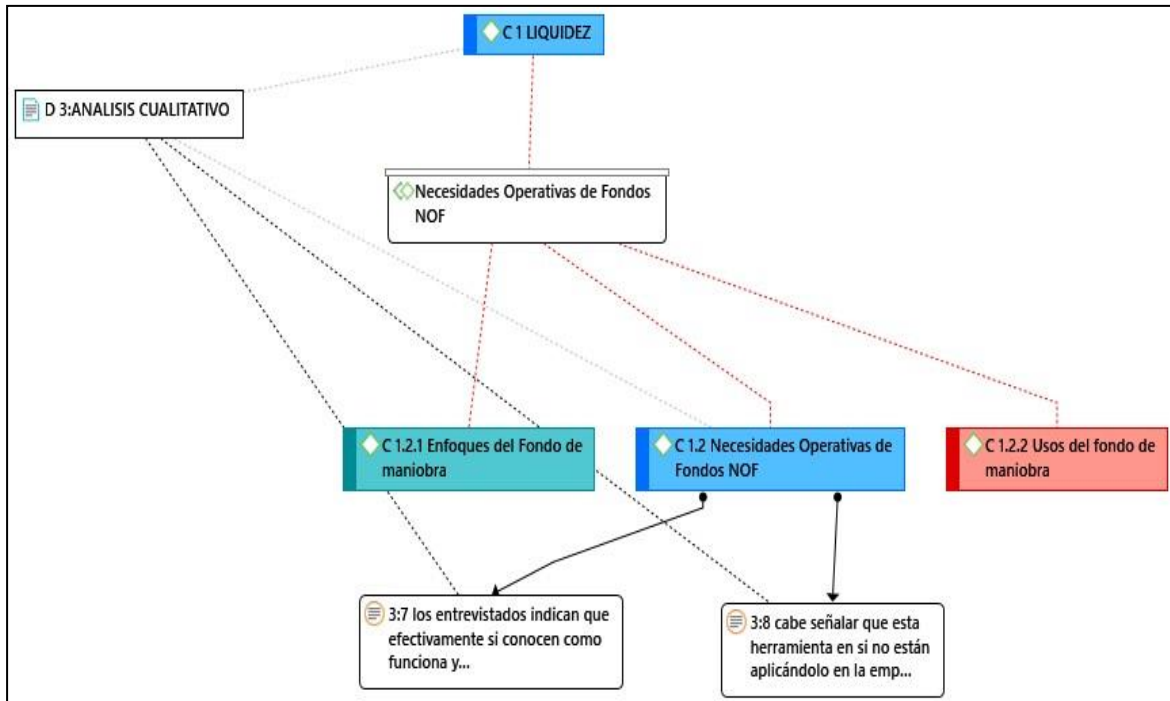 C 1 LIQUIDEZ
D 3:ANALISIS CUALITATIVO
Necesidades Operativas de Fondos
NOF
C 1.2.1 Enfoques del Fondo de
maniobra
C 1.2 Necesidades Operativas de
Fondos NOF
C 1.2.2 Usos del fondo de
maniobra
3:7 los entrevistados indican que
efectivamente si conocen como
funciona y...
3:8 cabe señalar que esta
herramienta en si no están
aplicándolo en la emp...